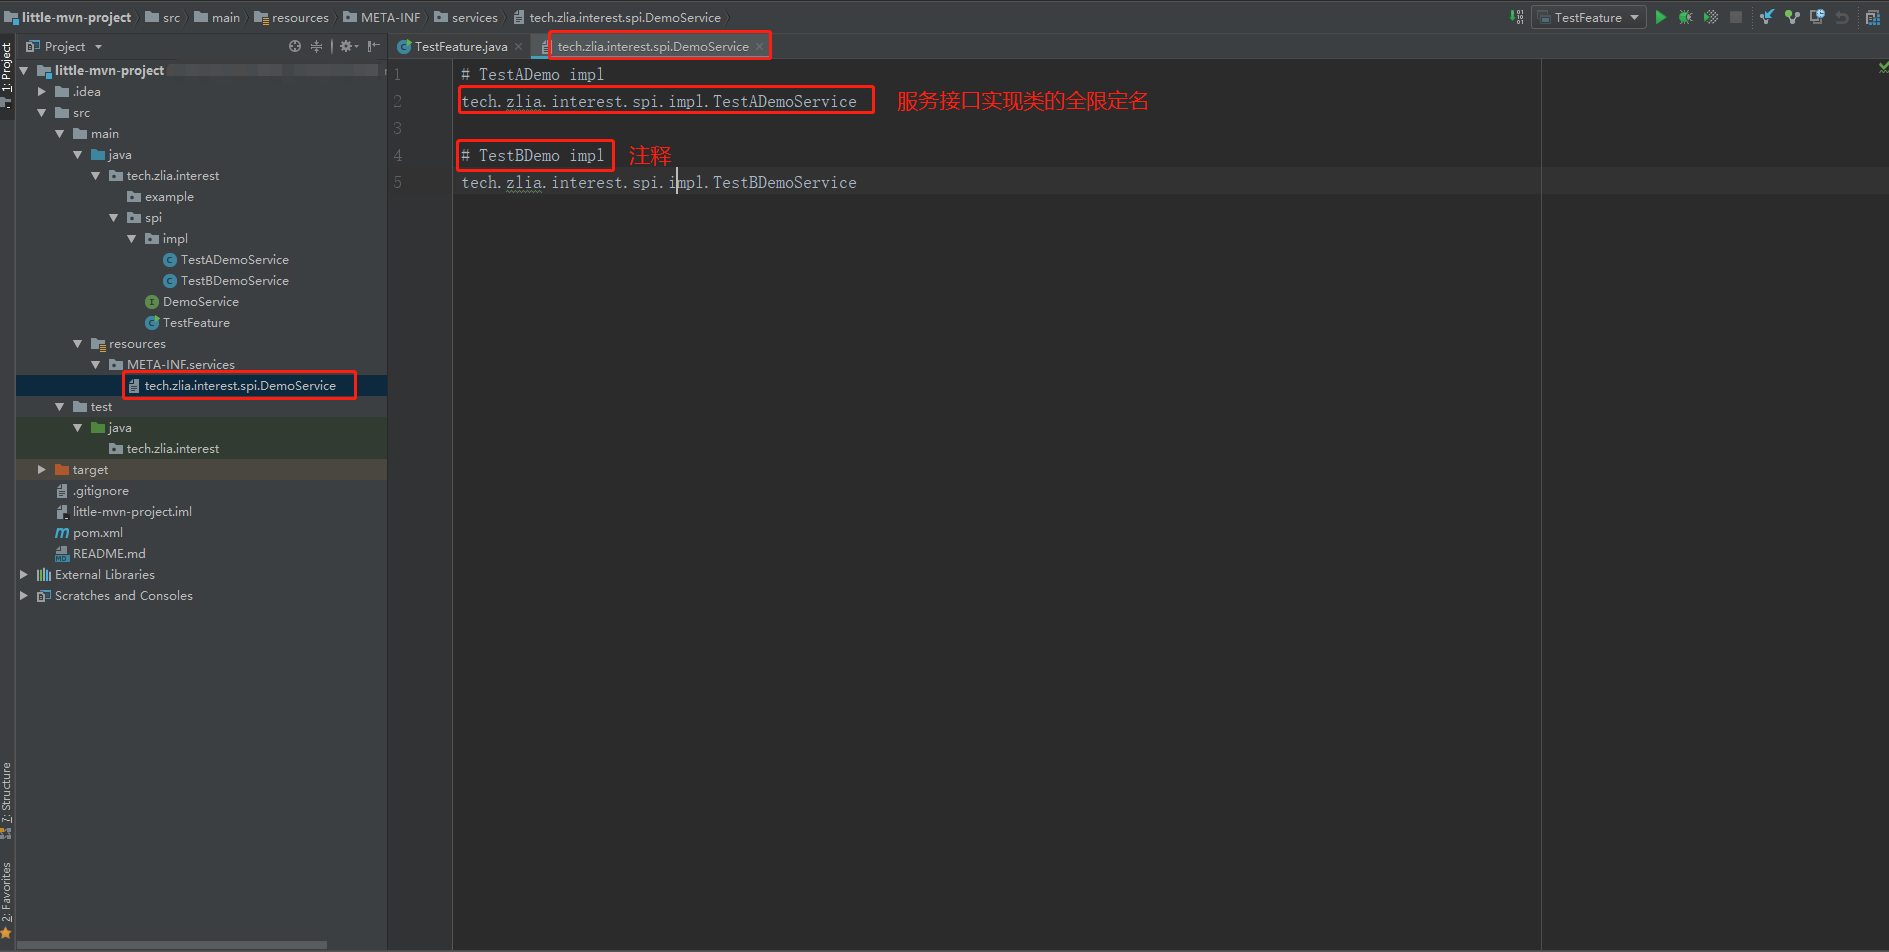 little-mvn-project src main resources META-INF services tech.zlia.interest.spi.DemoService TestFeature
Project TestFeature.java tech.zlia.interest.spi.DemoService
1: Project
little-mvn-project
.idea
src
main
java
tech.zlia.interest
example
spi
impl
TestADemoService
TestBDemoService
DemoService
TestFeature
resources
META-INF.services
tech.zlia.interest.spi.DemoService
test
java
tech.zlia.interest
target
.gitignore
little-mvn-project.iml
pom.xml
README.md
External Libraries
Scratches and Consoles
7: Structure
2: Favorites
1 # TestADemo impl
2 tech.zlia.interest.spi.impl.TestADemoService 服务接口实现类的全限定名
3
4 # TestBDemo impl 注释
5 tech.zlia.interest.spi.impl.TestBDemoService